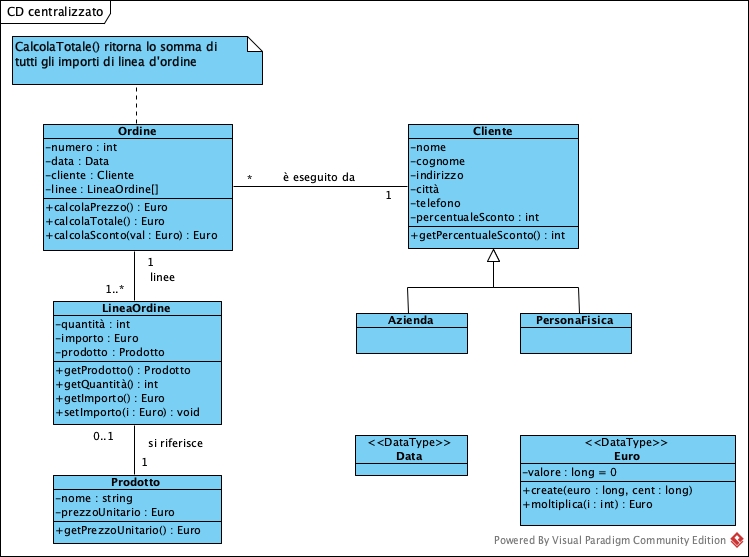 CD centralizzato
CalcolaTotale() ritorna lo somma di
tutti gli importi di linea d'ordine
Ordine
-numero : int
-data : Data
-cliente : Cliente
-linee : LineaOrdine[]
+calcolaPrezzo() : Euro
+calcolaTotale() : Euro
+calcolaSconto(val : Euro) : Euro
* è eseguito da 1
Cliente
-nome
-cognome
-indirizzo
-città
-telefono
-percentualeSconto : int
+getPercentualeSconto() : int
1
linee
1..*
LineaOrdine
-quantità : int
-importo : Euro
-prodotto : Prodotto
+getProdotto() : Prodotto
+getQuantità() : int
+getImporto() : Euro
+setImporto(i : Euro) : void
Azienda
PersonaFisica
0..1
si riferisce
1
Prodotto
-nome : string
-prezzoUnitario : Euro
+getPrezzoUnitario() : Euro
<<DataType>>
Data
<<DataType>>
Euro
-valore : long = 0
+create(euro : long, cent : long)
+moltiplica(i : int) : Euro
Powered By Visual Paradigm Community Edition